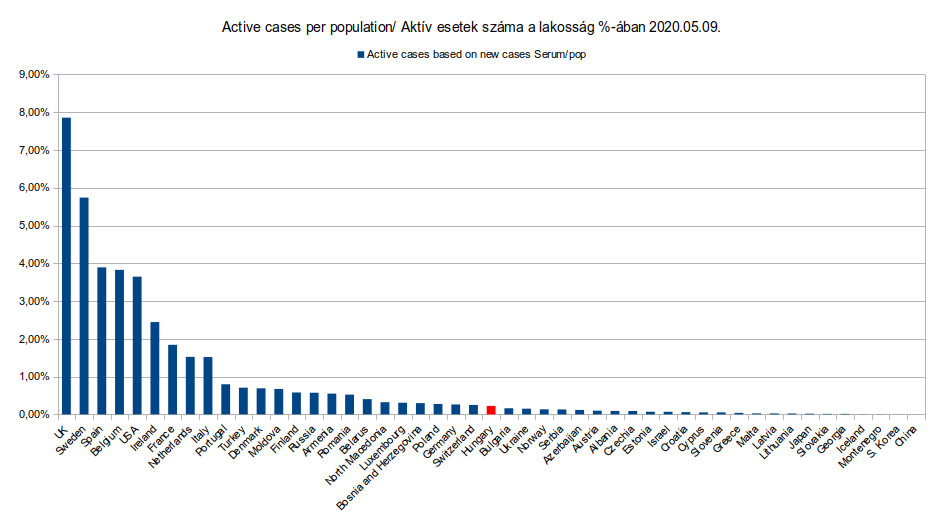 Active cases per population/ Aktív esetek száma a lakosság %-ában 2020.05.09.
Active cases based on new cases Serum/pop
9,00%
8,00%
7,00%
6,00%
5,00%
4,00%
3,00%
2,00%
1,00%
0,00%
UK
Sweden
Spain
Belgium
USA
Ireland
France
Netherlands
Italy
Portugal
Turkey
Denmark
Moldova
Finland
Russia
Armenia
Romania
Belarus
North Macedonia
Luxembourg
Bosnia and Herzegovina
Poland
Germany
Switzerland
Hungary
Bulgaria
Ukraine
Norway
Serbia
Azerbaijan
Austria
Albania
Czechia
Estonia
Israel
Croatia
Cyprus
Slovenia
Greece
Malta
Latvia
Lithuania
Japan
Slovakia
Georgia
Iceland
Montenegro
S. Korea
China